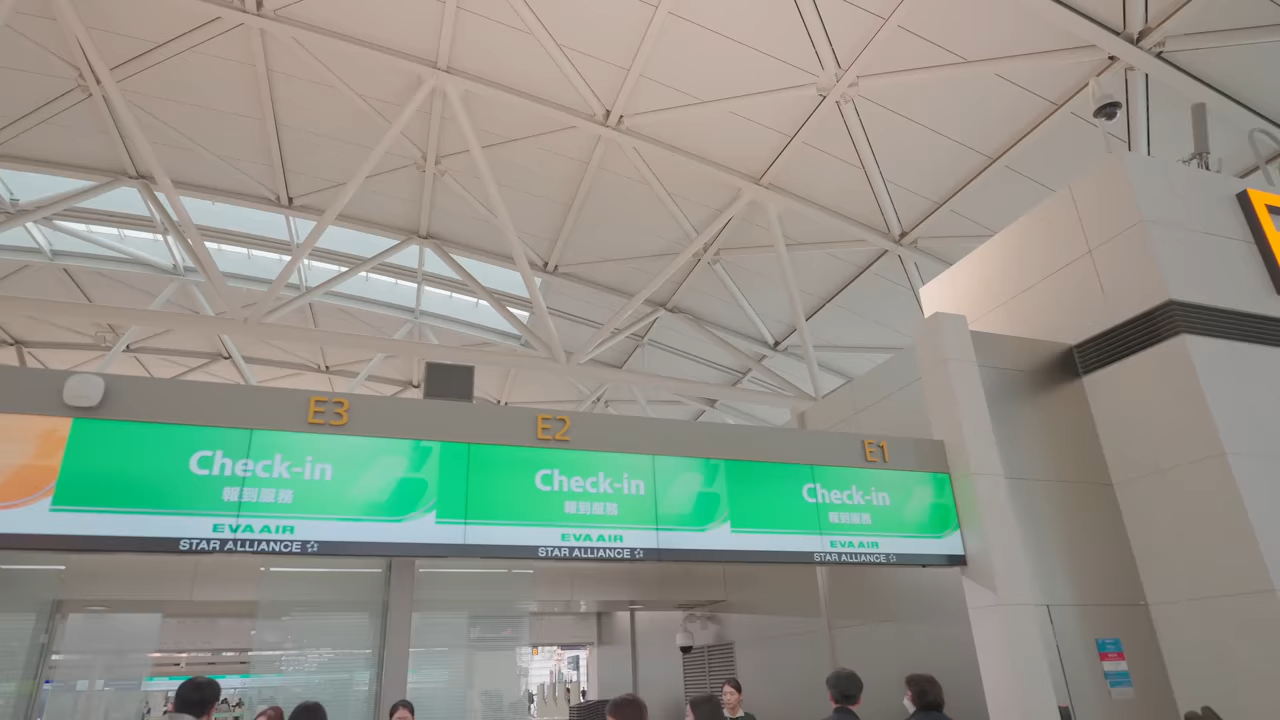 E3
E2
E1
Check-in
報到服務
EVA AIR
STAR ALLIANCE
Check-in
報到服務
EVA AIR
STAR ALLIANCE
Check-in
報到服務
EVA AIR
STAR ALLIANCE